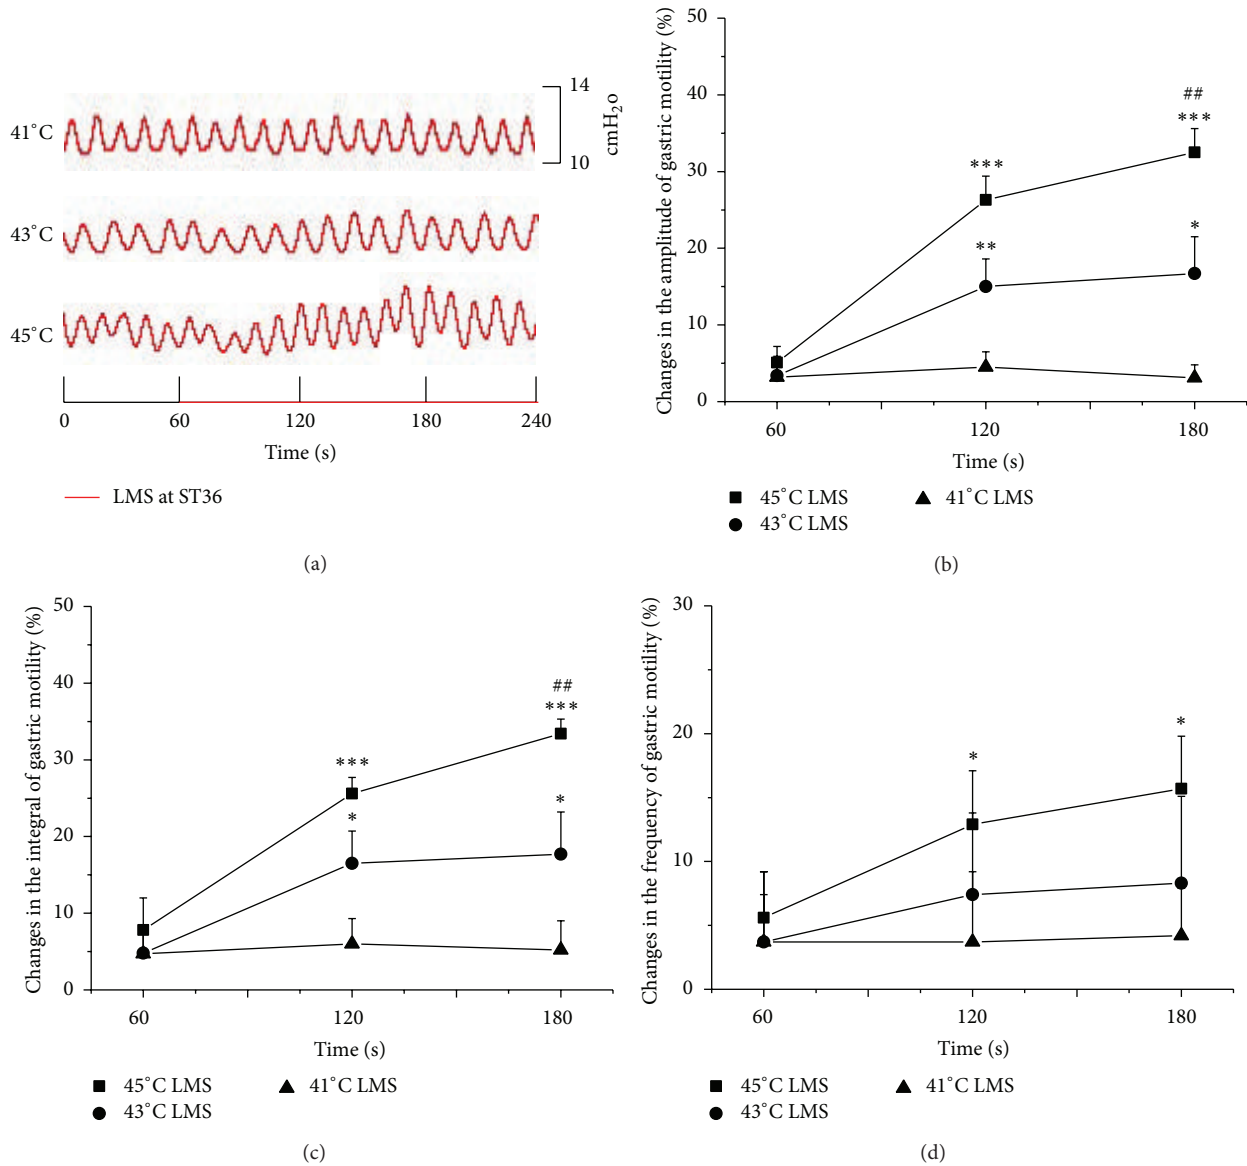 41°C
14
10
cmH₂o
43°C
45°C
0 60 120 180 240
Time (s)
LMS at ST36
(a)
Changes in the amplitude of gastric motility (%)
50
40
30
20
10
0
***
##
***
**
*
60 120 180
Time (s)
45°C LMS 41°C LMS
43°C LMS
(b)
Changes in the integral of gastric motility (%)
50
40
30
20
10
0
##
***
***
*
*
60 120 180
Time (s)
45°C LMS 41°C LMS
43°C LMS
(c)
Changes in the frequency of gastric motility (%)
30
20
10
0
*
*
60 120 180
Time (s)
45°C LMS 41°C LMS
43°C LMS
(d)